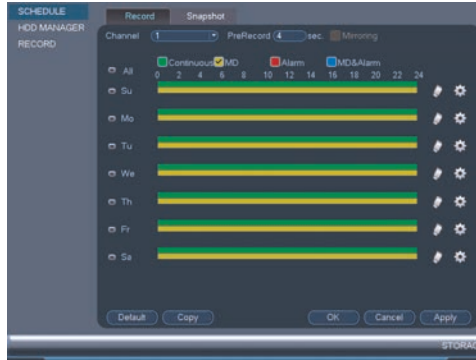 SCHEDULE
HDD MANAGER
RECORD
Record Snapshot
Channel 1 PreRecord 4 sec. Mirroring
Continuous MD Alarm MD&Alarm
All
0 2 4 6 8 10 12 14 16 18 20 22 24
Su
Mo
Tu
We
Th
Fr
Sa
Default Copy OK Cancel Apply
STORAG